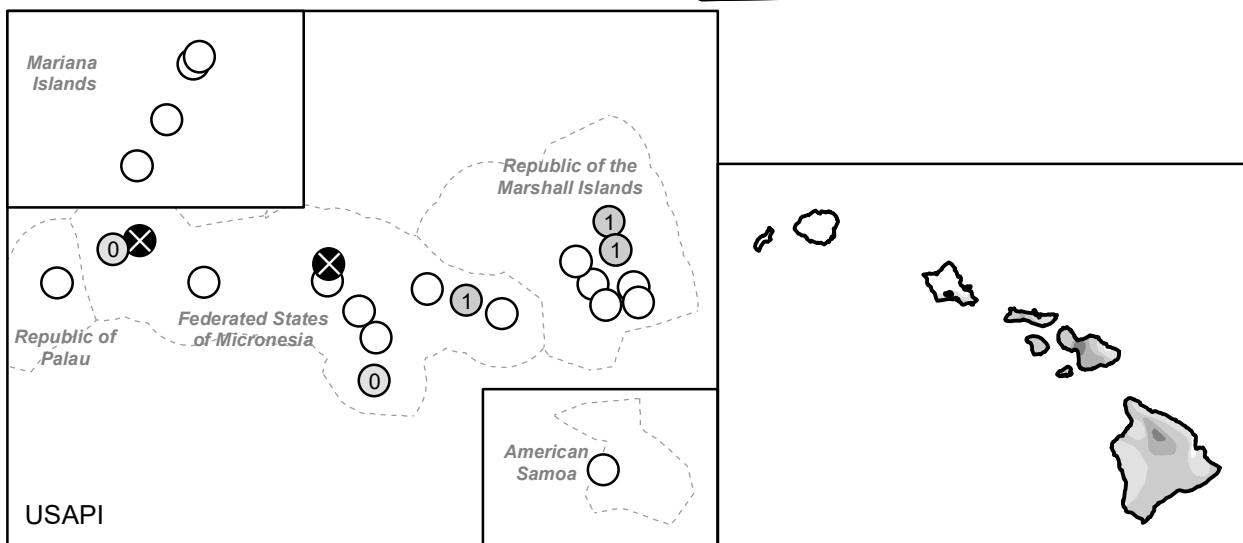 Mariana
Islands
Republic of the
Marshall Islands
1
1
0
1
Federated States
of Micronesia
Republic of
Palau
0
American
Samoa
USAPI